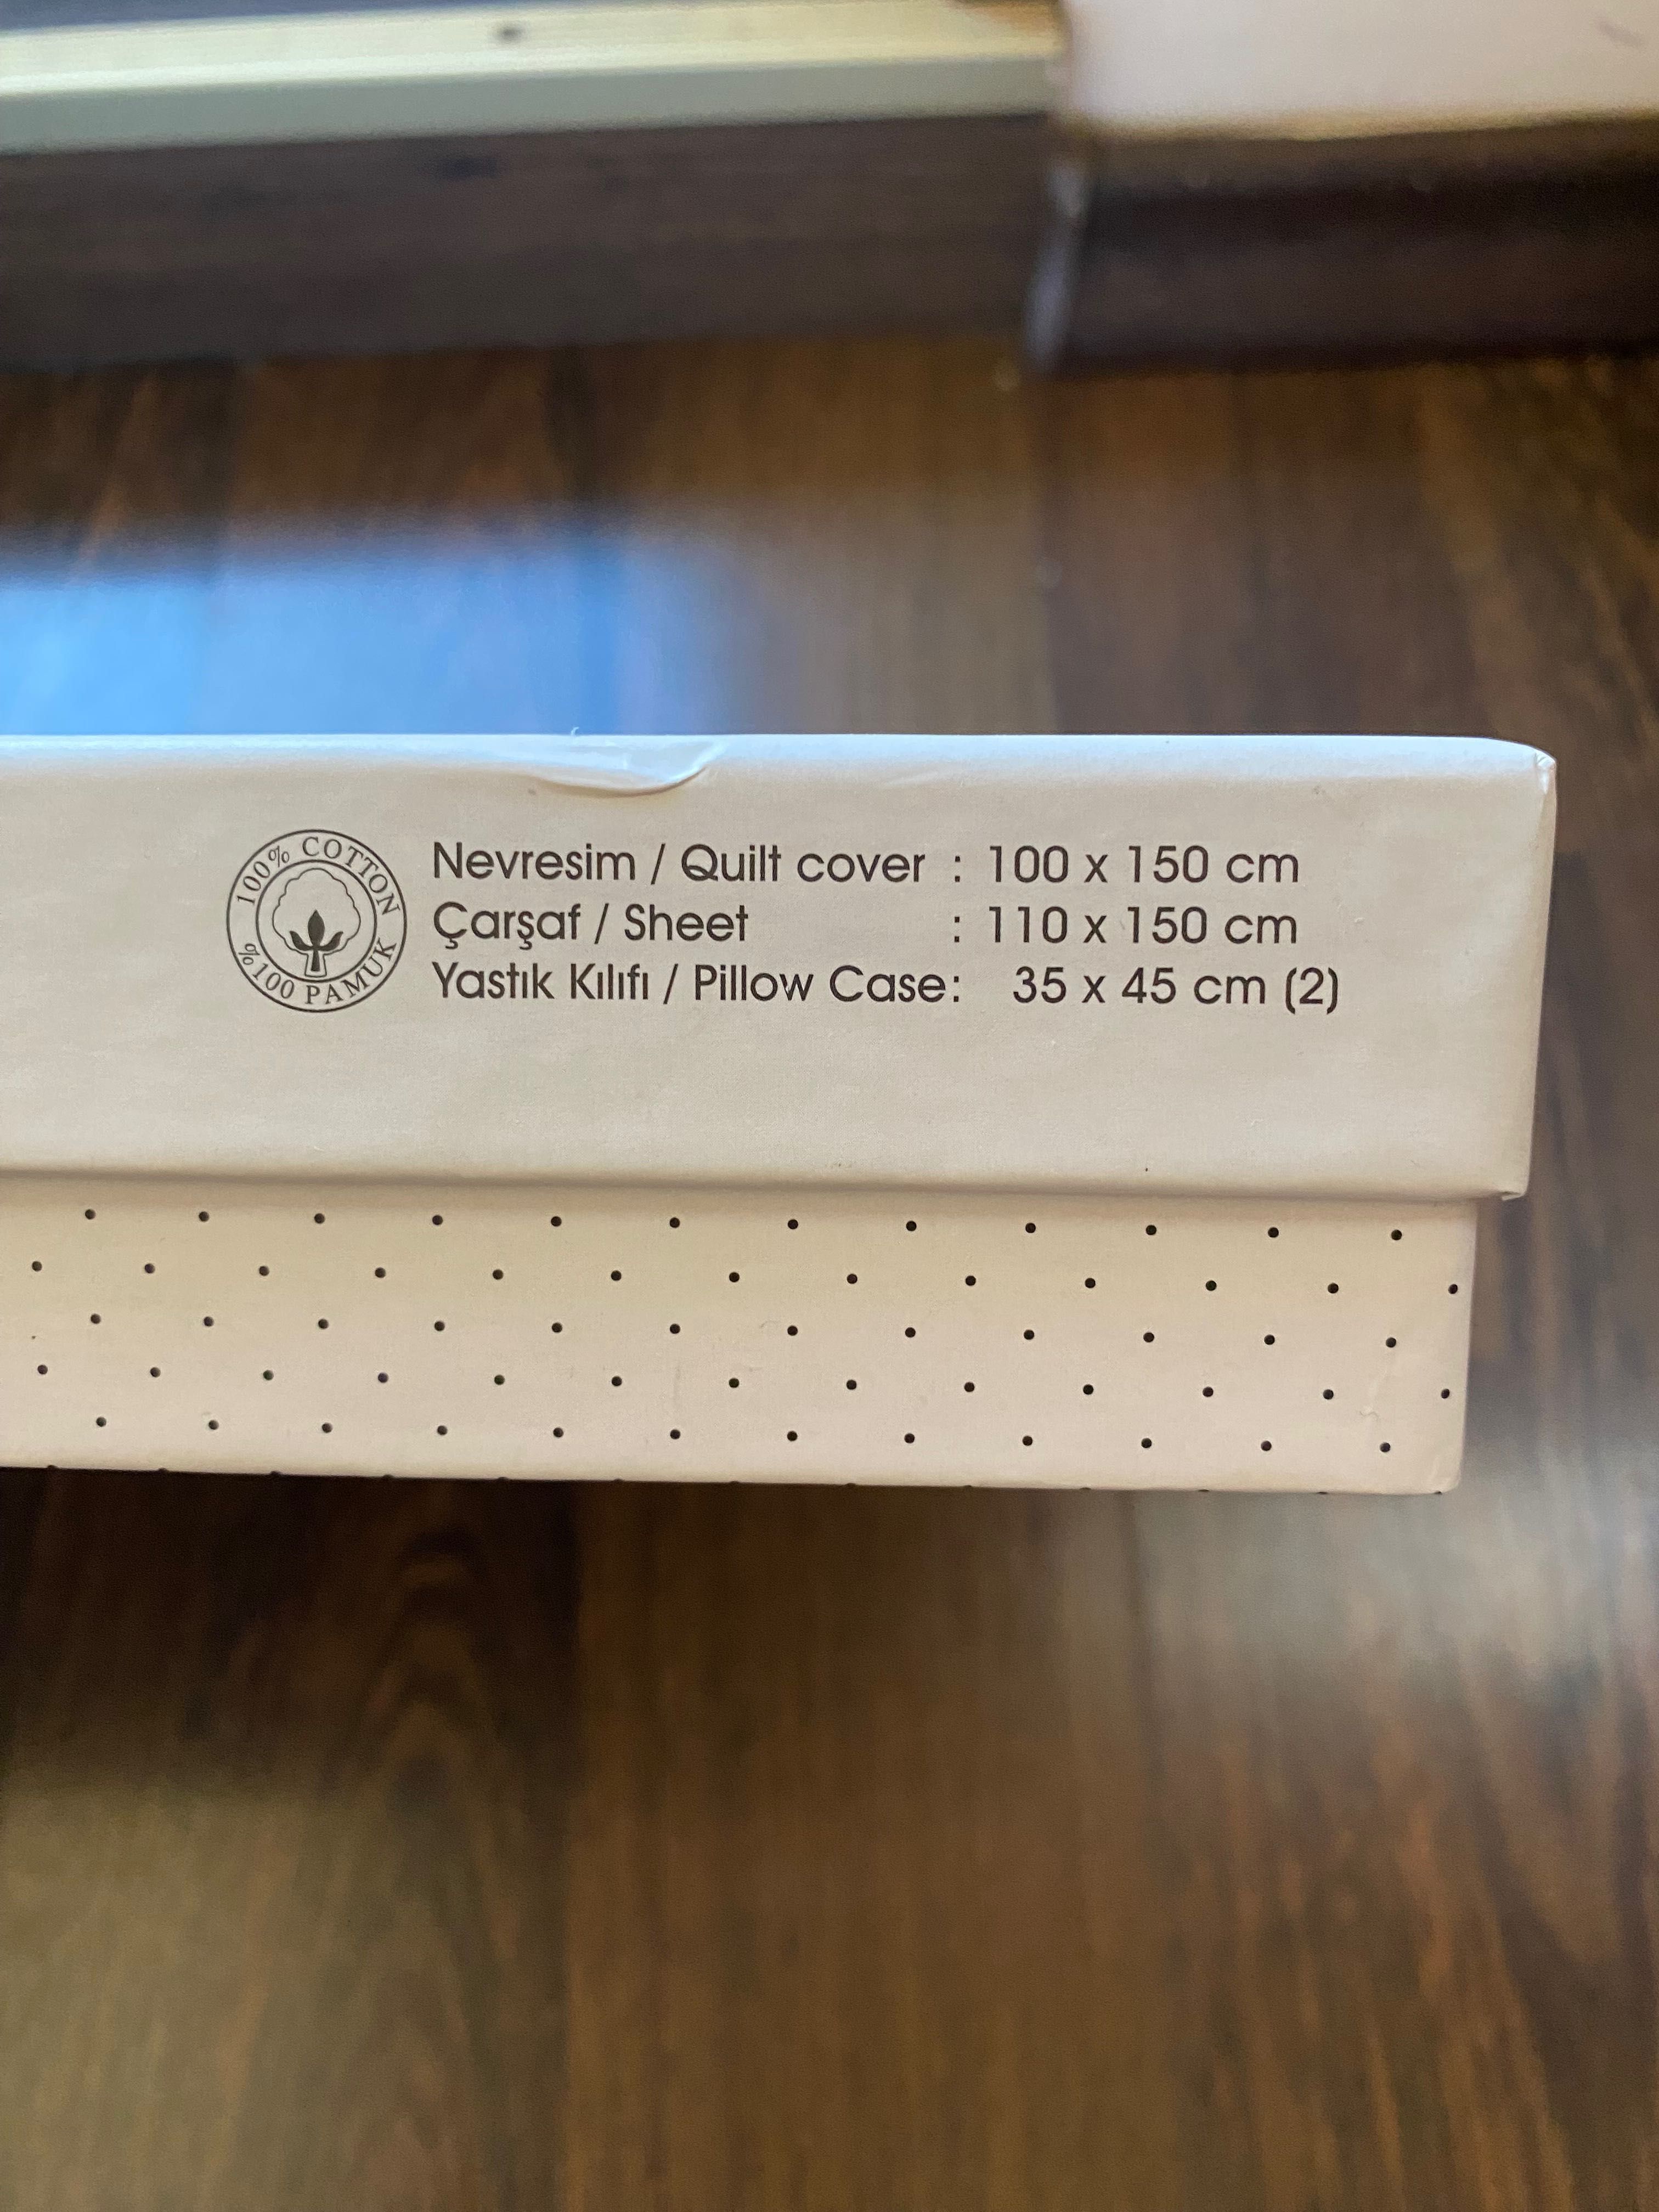 100% COTTON
%100 PAMUK
Nevresim / Quilt cover : 100 x 150 cm
Çarşaf / Sheet : 110 x 150 cm
Yastık Kılıfı / Pillow Case: 35 x 45 cm (2)